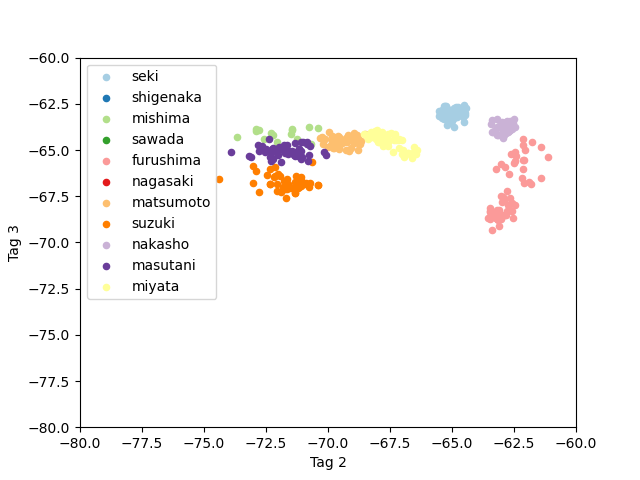 −60.0
−62.5
−65.0
−67.5
−70.0
−72.5
−75.0
−77.5
−80.0
Tag 3
seki
shigenaka
mishima
sawada
furushima
nagasaki
matsumoto
suzuki
nakasho
masutani
miyata
−80.0 −77.5 −75.0 −72.5 −70.0 −67.5 −65.0 −62.5 −60.0
Tag 2